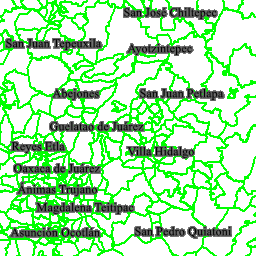 San José Chiltepec
San Juan Tepeuxila
Ayotzintepec
Abejones
San Juan Petlapa
Guelatao de Juárez
Reyes Etla
Villa Hidalgo
Oaxaca de Juárez
Animas Trujano
Magdalena Teitipac
Asunción Ocotlán
San Pedro Quiatoni